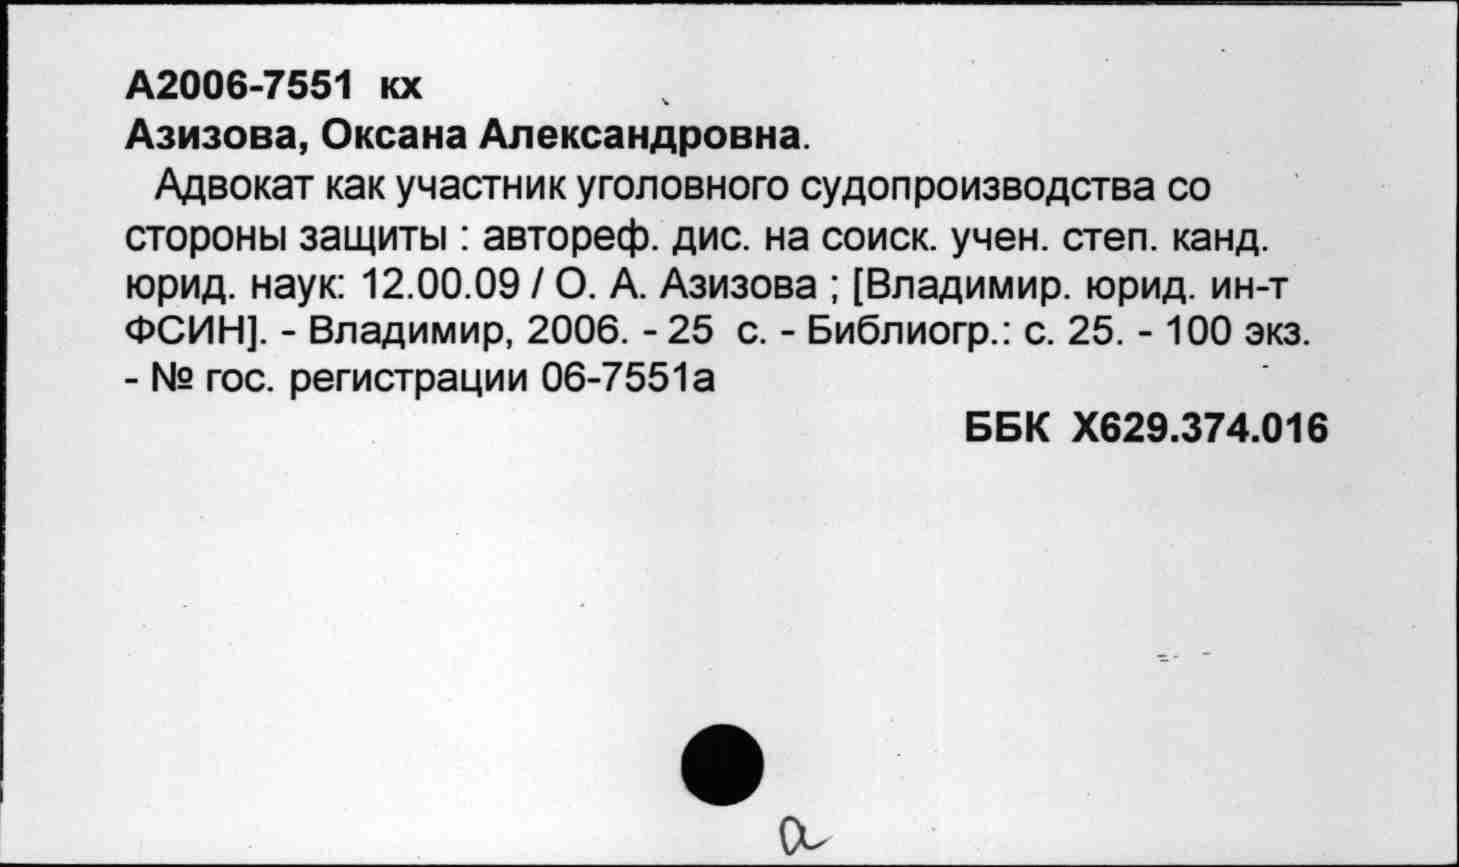 А2006-7551 кх
Азизова, Оксана Александровна.
Адвокат как участник уголовного судопроизводства со
стороны защиты : автореф. дис. на соиск. учен. степ. канд.
юрид. наук: 12.00.09 / О. А. Азизова ; [Владимир. юрид. ин-т
ФСИН]. - Владимир, 2006. - 25 с. - Библиогр.: с. 25. - 100 экз.
- № гос. регистрации 06-7551а
ББК Х629.374.016
а